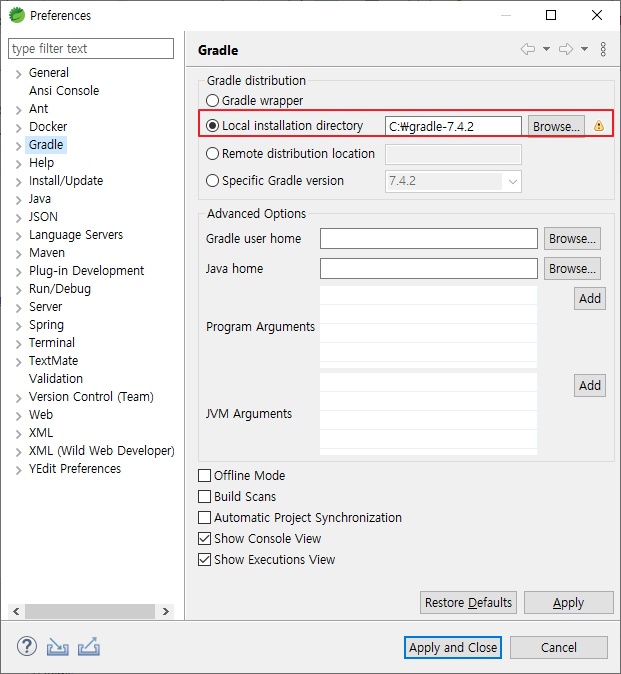 Preferences
type filter text
General
Ansi Console
Ant
Docker
Gradle
Help
Install/Update
Java
JSON
Language Servers
Maven
Plug-in Development
Run/Debug
Server
Spring
Terminal
TextMate
Validation
Version Control (Team)
Web
XML
XML (Wild Web Developer)
YEdit Preferences
Gradle
Gradle distribution
Gradle wrapper
Local installation directory C:₩gradle-7.4.2 Browse...
Remote distribution location
Specific Gradle version 7.4.2
Advanced Options
Gradle user home Browse...
Java home Browse...
Program Arguments Add
JVM Arguments Add
Offline Mode
Build Scans
Automatic Project Synchronization
Show Console View
Show Executions View
Restore Defaults Apply
? Apply and Close Cancel